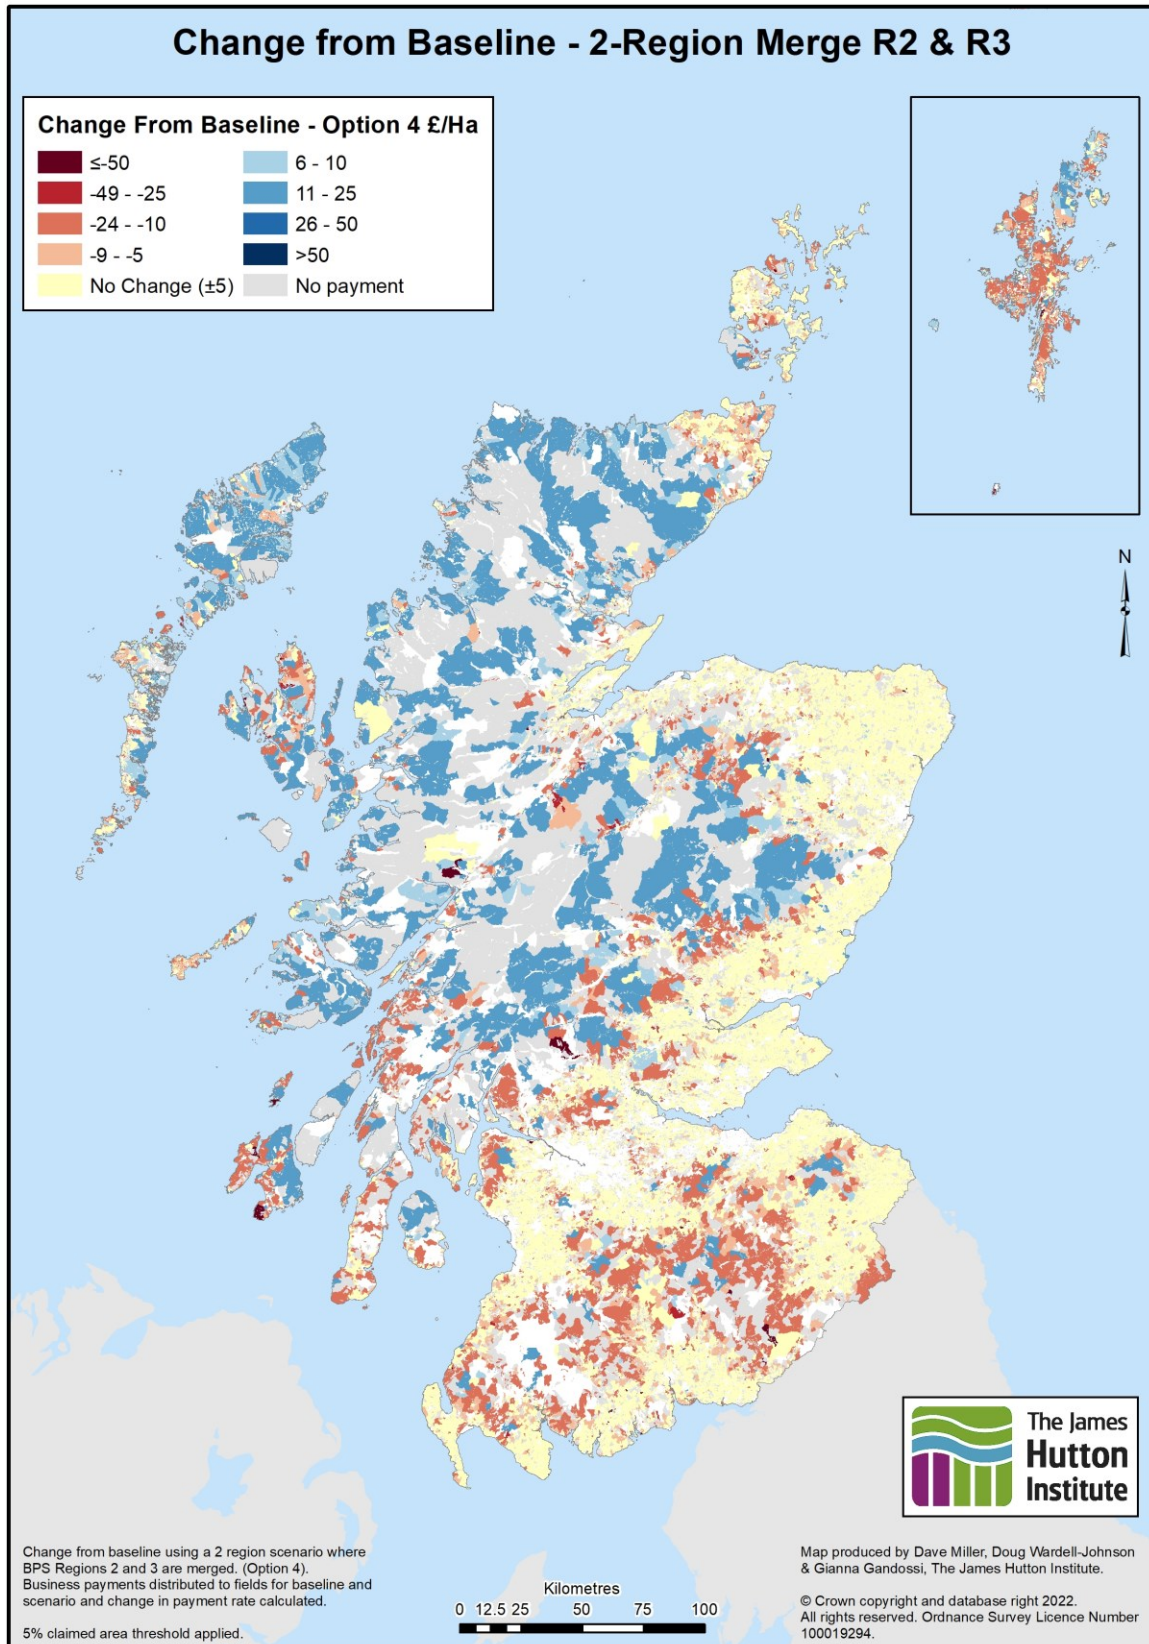 Change from Baseline - 2-Region Merge R2 & R3
Change From Baseline - Option 4 £/Ha
≤-50
-49 - -25
-24 - -10
-9 - -5
No Change (±5)
6 - 10
11 - 25
26 - 50
>50
No payment
N
The James
Hutton
Institute
Change from baseline using a 2 region scenario where
BPS Regions 2 and 3 are merged. (Option 4).
Business payments distributed to fields for baseline and
scenario and change in payment rate calculated.
5% claimed area threshold applied.
Kilometres
0 12.5 25 50 75 100
Map produced by Dave Miller, Doug Wardell-Johnson
& Gianna Gandossi, The James Hutton Institute.
© Crown copyright and database right 2022.
All rights reserved. Ordnance Survey Licence Number
100019294.